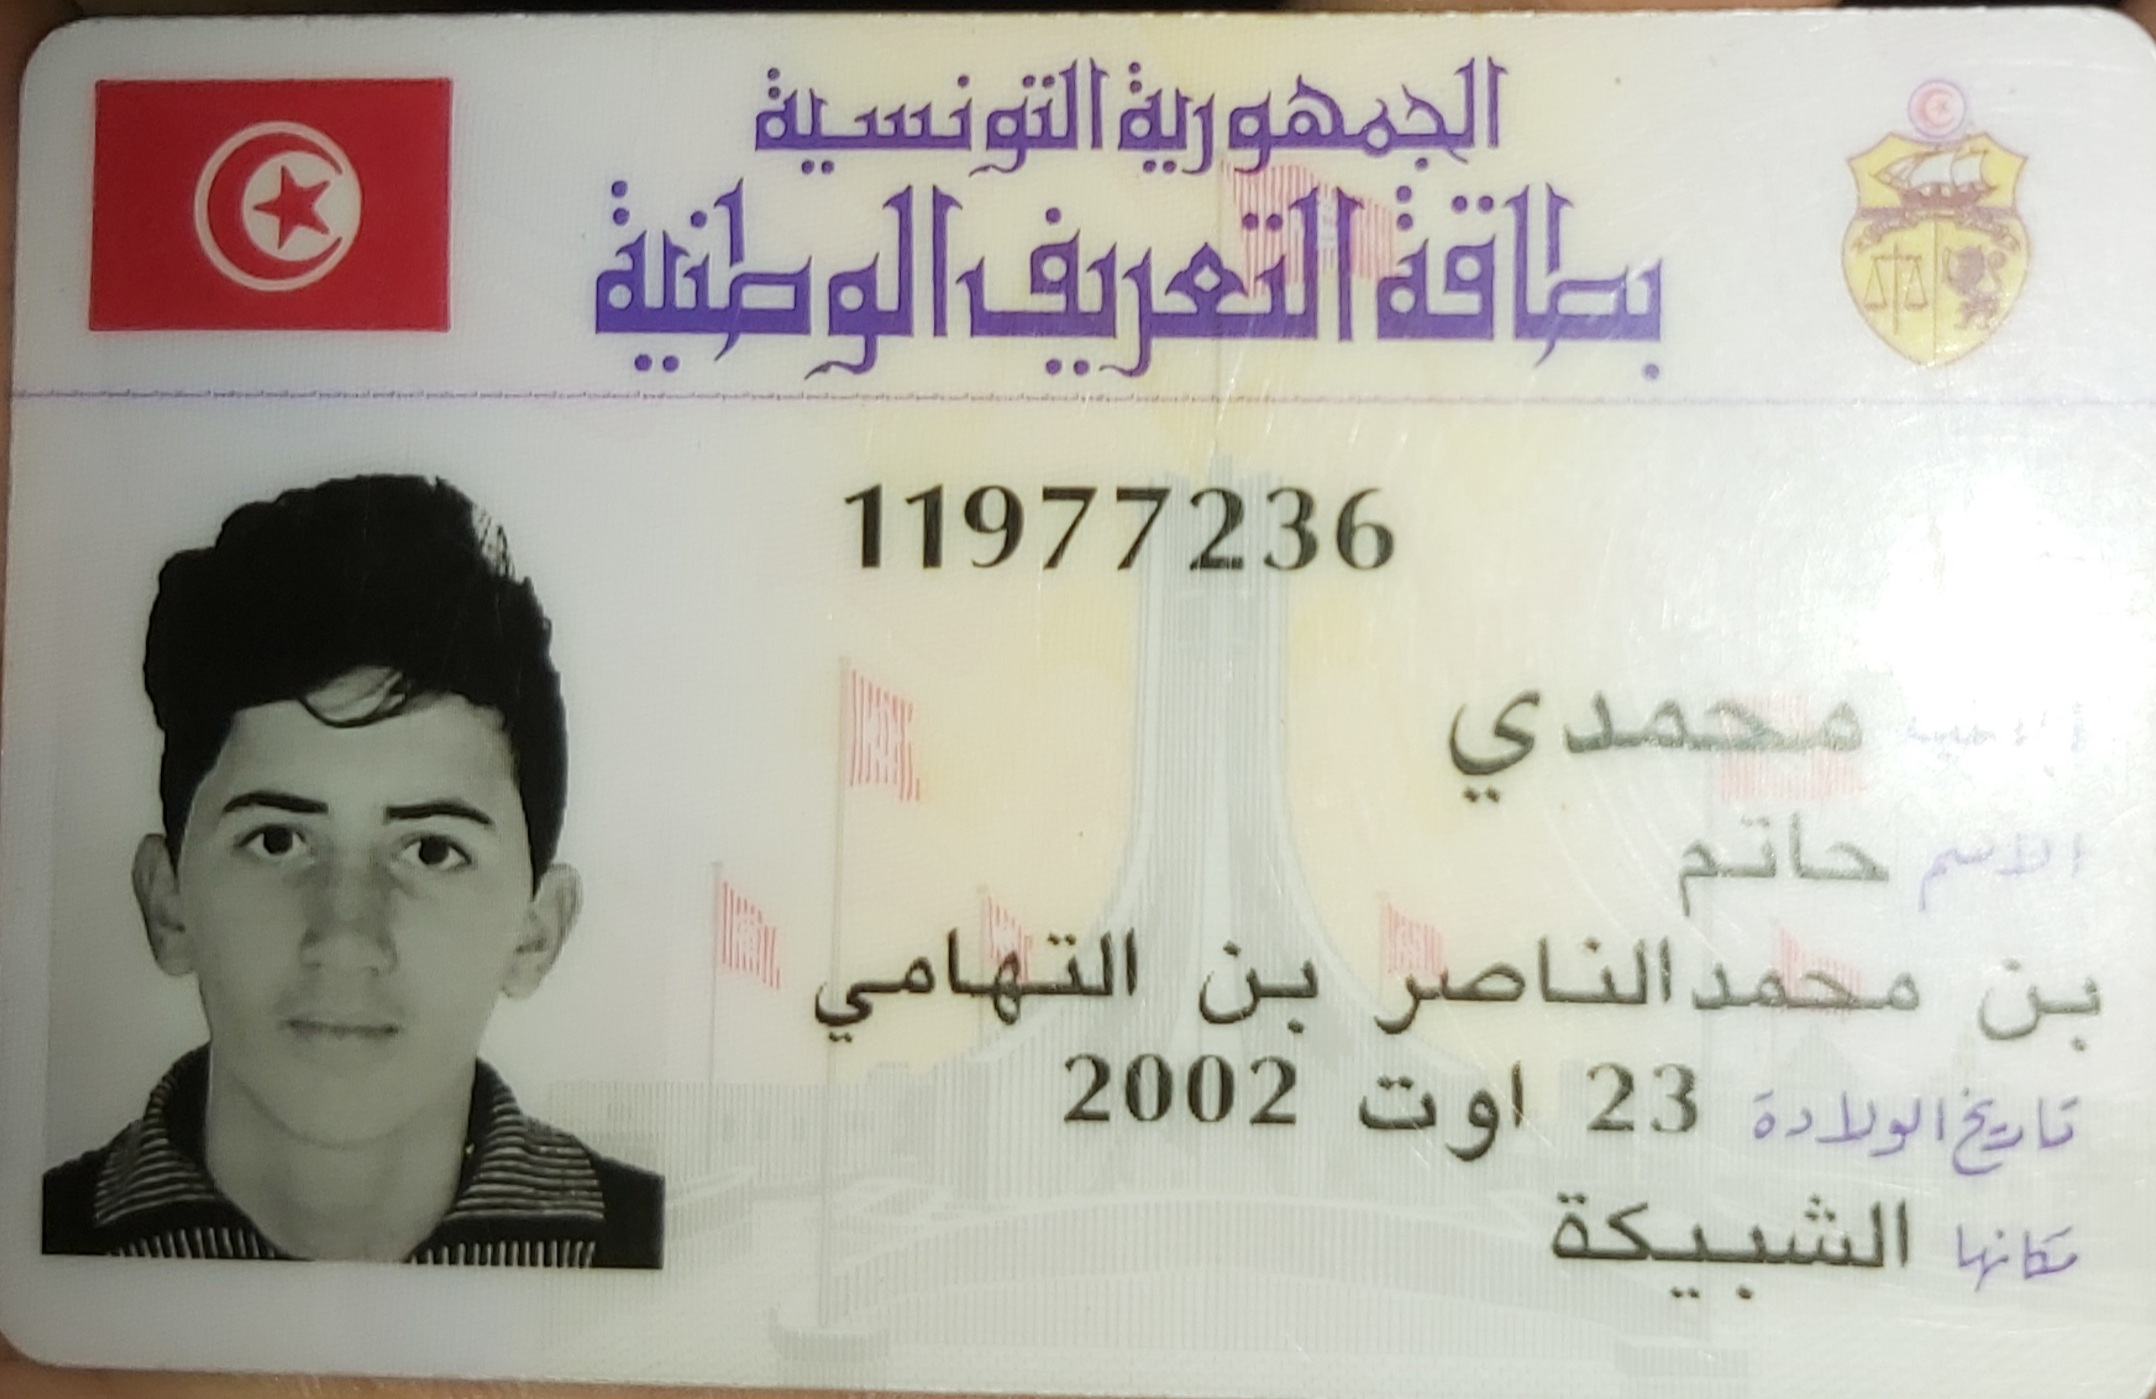 الجمهورية التونسية
بطاقة التعريف الوطنية
11977236
محمدي
الاسم حاتم
بن محمد الناصر بن التهامي
تاريخ الولادة 23 اوت 2002
مكانها الشبيكة